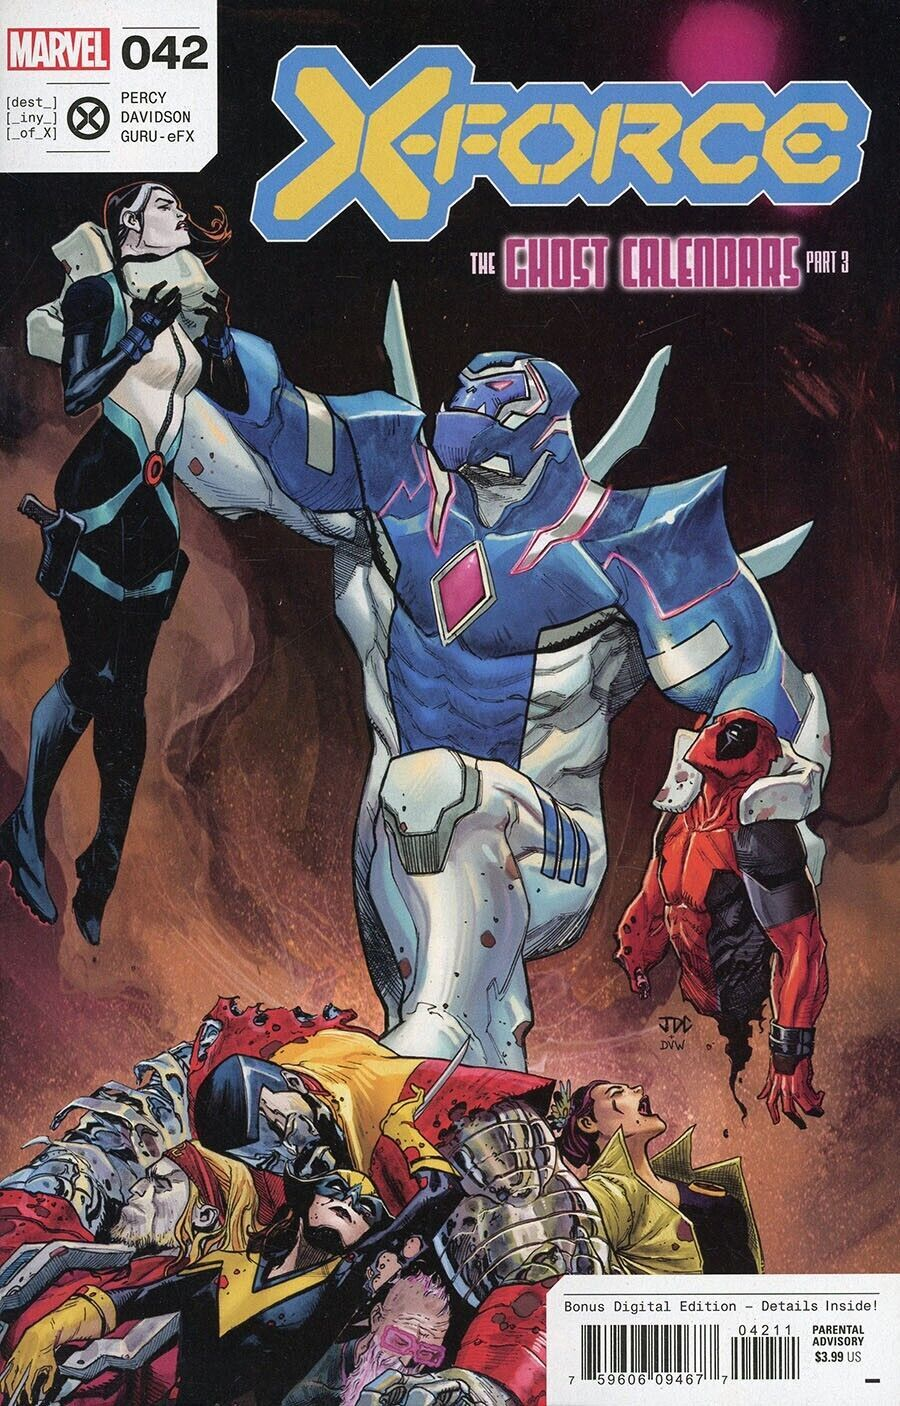 MARVEL 042
[dest_]
[_iny_]
[_of_X]
PERCY
DAVIDSON
GURU-eFX
X-FORCE
THE GHOST CALENDARS PART 3
JDC
DVW
Bonus Digital Edition – Details Inside!
04211
PARENTAL
ADVISORY
$3.99 US
7 59606 09467 7